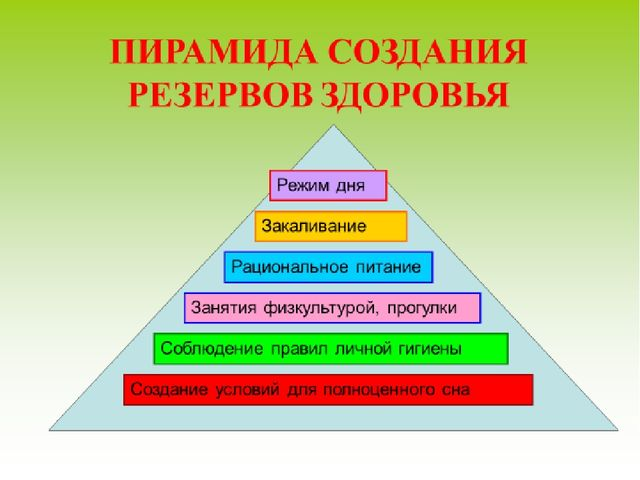 ПИРАМИДА СОЗДАНИЯ
РЕЗЕРВОВ ЗДОРОВЬЯ
Режим дня
Закаливание
Рациональное питание
Занятия физкультурой, прогулки
Соблюдение правил личной гигиены
Создание условий для полноценного сна